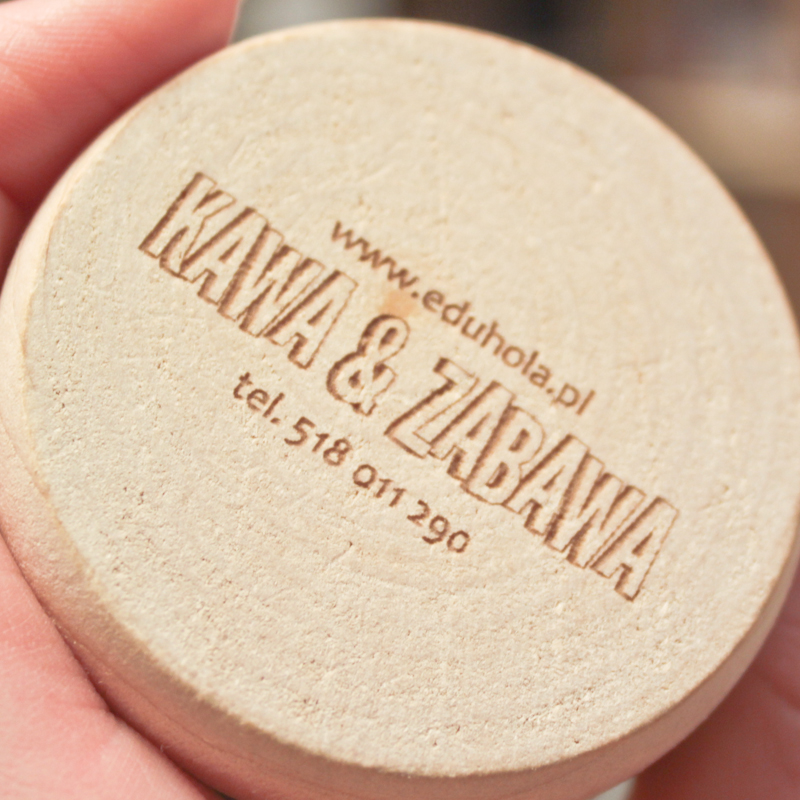 www.eduhola.pl
KAWA & ZABAWA
tel. 518 011 290